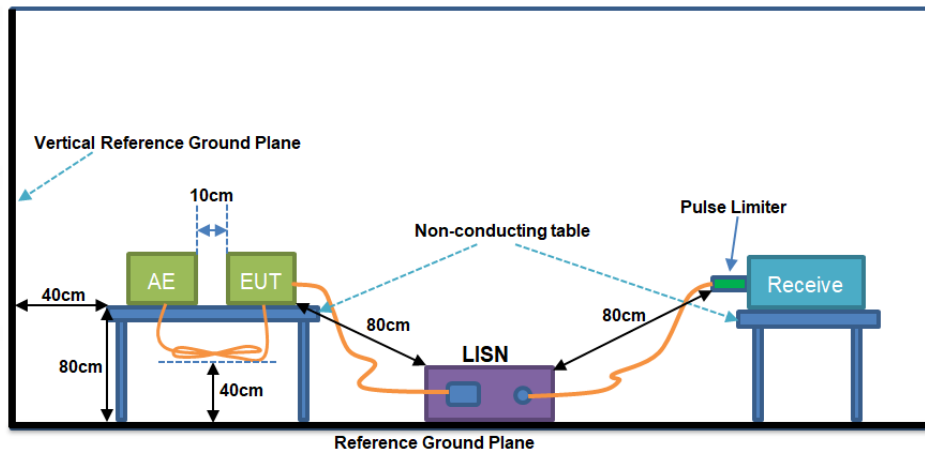 Vertical Reference Ground Plane
10cm
Pulse Limiter
Non-conducting table
AE
EUT
Receive
40cm
80cm
80cm
LISN
80cm
40cm
Reference Ground Plane